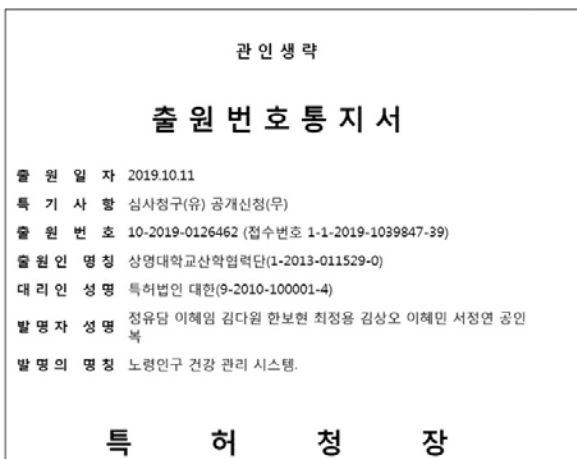 관 인 생 략
출 원 번 호 통 지 서
출 원 일 자 2019.10.11
특 기 사 항 심사청구(유) 공개신청(무)
출 원 번 호 10-2019-0126462 (접수번호 1-1-2019-1039847-39)
출원인 명칭 상명대학교산학협력단(1-2013-011529-0)
대리인 성명 특허법인 대한(9-2010-100001-4)
발명자 성명 정유담 이혜임 김다원 한보현 최정용 김상오 이혜민 서정연 공인
복
발명의 명칭 노령인구 건강 관리 시스템.
특 허 청 장